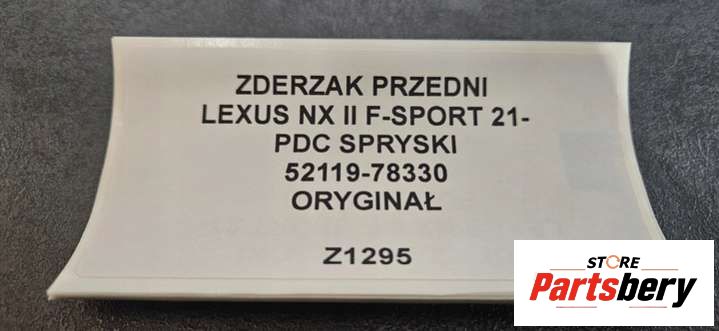 ZDERZAK PRZEDNI
LEXUS NX II F-SPORT 21-
PDC SPRYSKI
52119-78330
ORYGINAŁ
Z1295
STORE
Partsbery